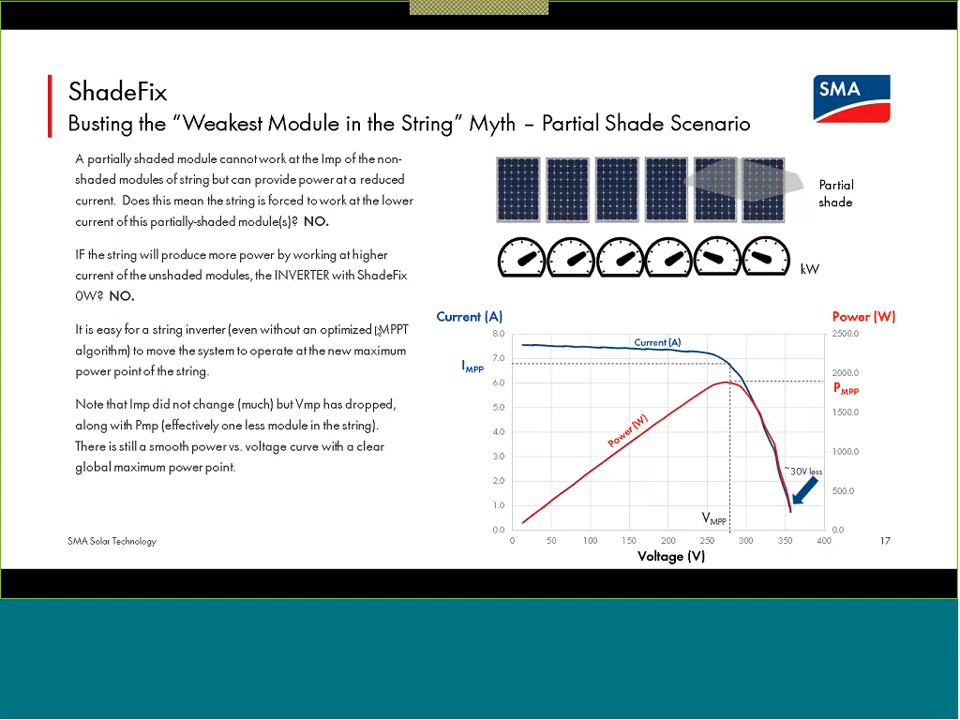 ShadeFix
Busting the “Weakest Module in the String” Myth – Partial Shade Scenario
SMA
A partially shaded module cannot work at the Imp of the non-
shaded modules of string but can provide power at a reduced
current. Does this mean the string is forced to work at the lower
current of this partially-shaded module(s)? NO.
IF the string will produce more power by working at higher
current of the unshaded modules, the INVERTER with ShadeFix
0W? NO.
It is easy for a string inverter (even without an optimized MPPT
algorithm) to move the system to operate at the new maximum
power point of the string.
Note that Imp did not change (much) but Vmp has dropped,
along with Pmp (effectively one less module in the string).
There is still a smooth power vs. voltage curve with a clear
global maximum power point.
Partial
shade
kW
Current (A)
Power (W)
8.0
7.0
6.0
5.0
4.0
3.0
2.0
1.0
0.0
2500.0
2000.0
1500.0
1000.0
500.0
0.0
Current (A)
IMPP
PMPP
Power (W)
~30V less
VMPP
0 50 100 150 200 250 300 350 400
Voltage (V)
SMA Solar Technology
17